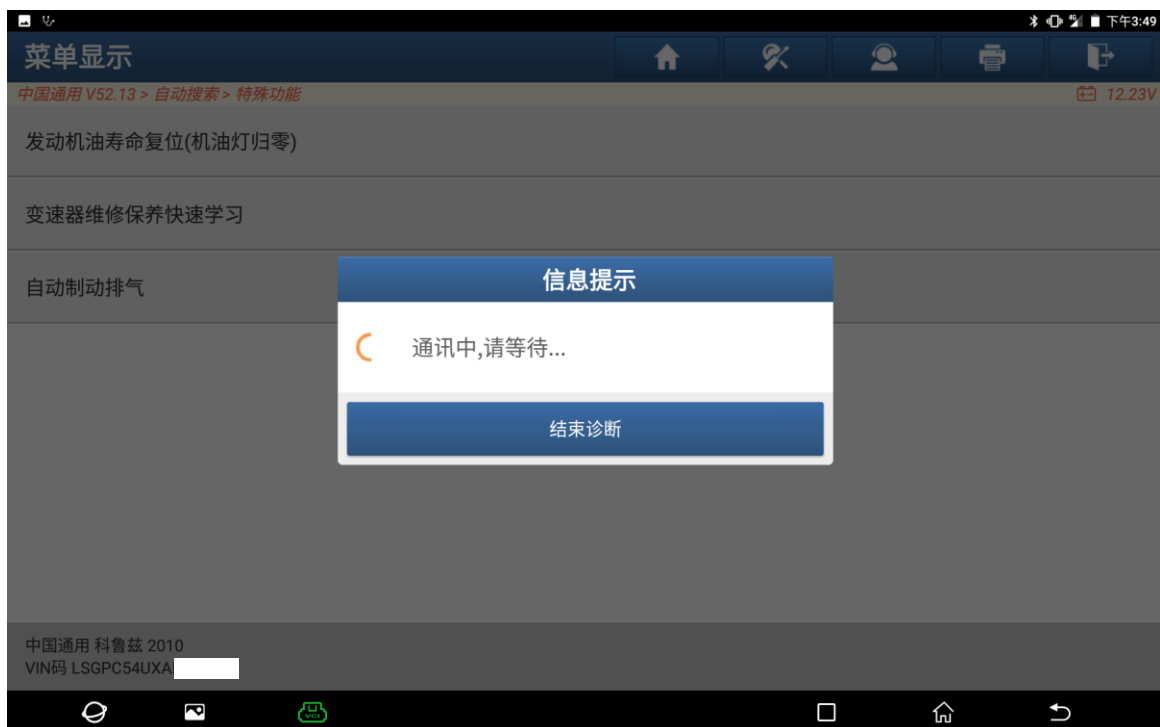 下午3:49
菜单显示
中国通用 V52.13 > 自动搜索 > 特殊功能
12.23V
发动机油寿命复位(机油灯归零)
变速器维修保养快速学习
自动制动排气
信息提示
通讯中,请等待...
结束诊断
中国通用 科鲁兹 2010
VIN码 LSGPC54UXA
VCI